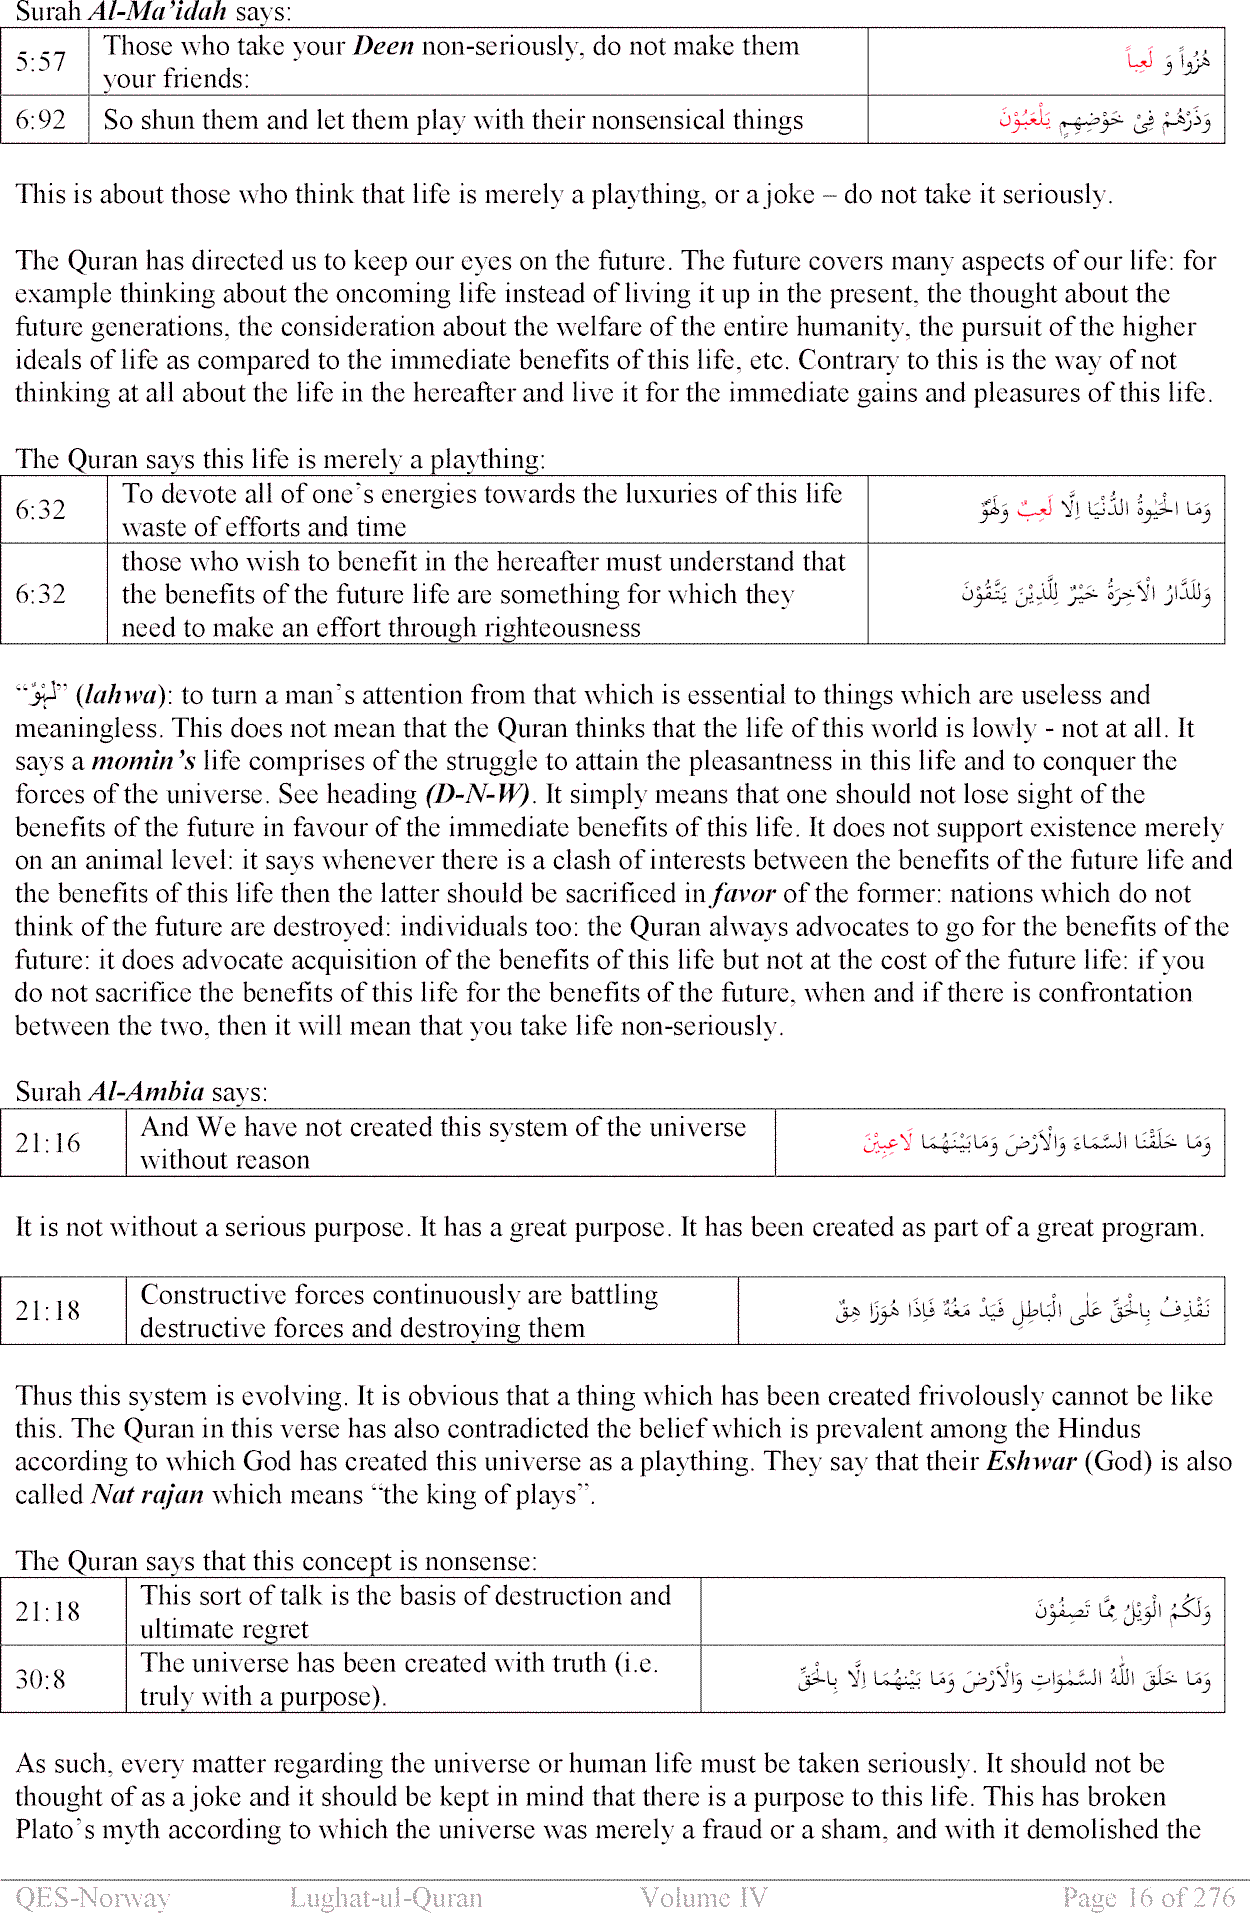 Surah Al-Ma'idah says:
5:57 Those who take your Deen non-seriously, do not make them هُزُواً وَ لَعِباً
your friends:
6:92 So shun them and let them play with their nonsensical things وَذَرْهُمْ فِىْ خَوْضِهِمْ يَلْعَبُوْنَ
This is about those who think that life is merely a plaything, or a joke – do not take it seriously.
The Quran has directed us to keep our eyes on the future. The future covers many aspects of our life: for
example thinking about the oncoming life instead of living it up in the present, the thought about the
future generations, the consideration about the welfare of the entire humanity, the pursuit of the higher
ideals of life as compared to the immediate benefits of this life, etc. Contrary to this is the way of not
thinking at all about the life in the hereafter and live it for the immediate gains and pleasures of this life.
The Quran says this life is merely a plaything:
6:32 To devote all of one's energies towards the luxuries of this life وَمَا الْحَيٰوةُ الدُّنْيَا اِلَّا لَعِبٌ وَلَهْوٌ
waste of efforts and time
6:32 those who wish to benefit in the hereafter must understand that
the benefits of the future life are something for which they وَلَلدَّارُ الْاٰخِرَةُ خَيْرٌ لِلَّذِيْنَ يَتَّقُوْنَ
need to make an effort through righteousness
“لَهْوٌ” (lahwa): to turn a man's attention from that which is essential to things which are useless and
meaningless. This does not mean that the Quran thinks that the life of this world is lowly - not at all. It
says a momin's life comprises of the struggle to attain the pleasantness in this life and to conquer the
forces of the universe. See heading (D-N-W). It simply means that one should not lose sight of the
benefits of the future in favour of the immediate benefits of this life. It does not support existence merely
on an animal level: it says whenever there is a clash of interests between the benefits of the future life and
the benefits of this life then the latter should be sacrificed in favor of the former: nations which do not
think of the future are destroyed: individuals too: the Quran always advocates to go for the benefits of the
future: it does advocate acquisition of the benefits of this life but not at the cost of the future life: if you
do not sacrifice the benefits of this life for the benefits of the future, when and if there is confrontation
between the two, then it will mean that you take life non-seriously.
Surah Al-Ambia says:
21:16 And We have not created this system of the universe وَمَا خَلَقْنَا السَّمَاءَ وَالْاَرْضَ وَمَابَيْنَهُمَا لَاعِبِيْنَ
without reason
It is not without a serious purpose. It has a great purpose. It has been created as part of a great program.
21:18 Constructive forces continuously are battling نَقْذِفُ بِالْحَقِّ عَلٰى الْبَاطِلِ فَيَدْ مَغُهٗ فَاِذَا هُوَزَا هِقٌ
destructive forces and destroying them
Thus this system is evolving. It is obvious that a thing which has been created frivolously cannot be like
this. The Quran in this verse has also contradicted the belief which is prevalent among the Hindus
according to which God has created this universe as a plaything. They say that their Eshwar (God) is also
called Nat rajan which means “the king of plays”.
The Quran says that this concept is nonsense:
21:18 This sort of talk is the basis of destruction and وَلَكُمُ الْوَيْلُ مِمَّا تَصِفُوْنَ
ultimate regret
30:8 The universe has been created with truth (i.e. وَمَا خَلَقَ اللّٰهُ السَّمٰوَاتِ وَالْاَرْضَ وَمَا بَيْنَهُمَا اِلَّا بِالْحَقِّ
truly with a purpose).
As such, every matter regarding the universe or human life must be taken seriously. It should not be
thought of as a joke and it should be kept in mind that there is a purpose to this life. This has broken
Plato's myth according to which the universe was merely a fraud or a sham, and with it demolished the
QES-Norway Lughat-ul-Quran Volume IV Page 16 of 276